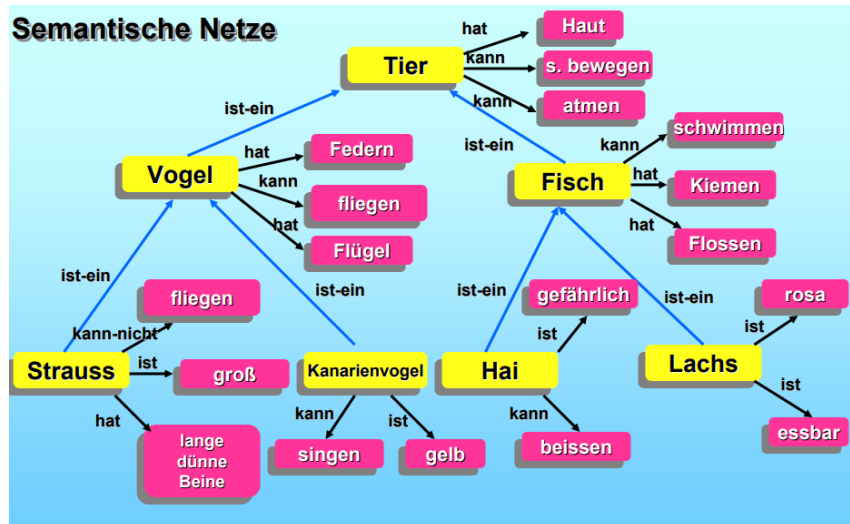 Semantische Netze
Tier
hat
Haut
kann
s. bewegen
kann
atmen
ist-ein
ist-ein
Vogel
hat
Federn
kann
fliegen
hat
Flügel
Fisch
kann
schwimmen
hat
Kiemen
hat
Flossen
ist-ein
ist-ein
ist-ein
ist-ein
Strauss
kann-nicht
fliegen
ist
groß
hat
lange
dünne
Beine
Kanarienvogel
kann
singen
ist
gelb
Hai
ist
gefährlich
kann
beissen
Lachs
ist
rosa
ist
essbar